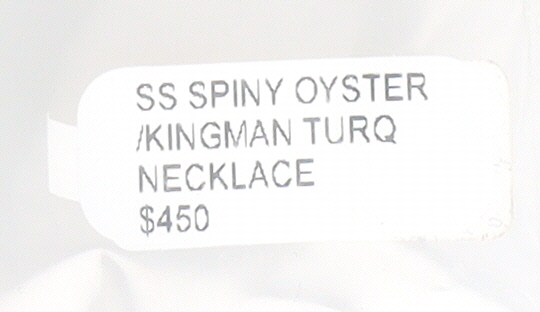 SS SPINY OYSTER
/KINGMAN TURQ
NECKLACE
$450